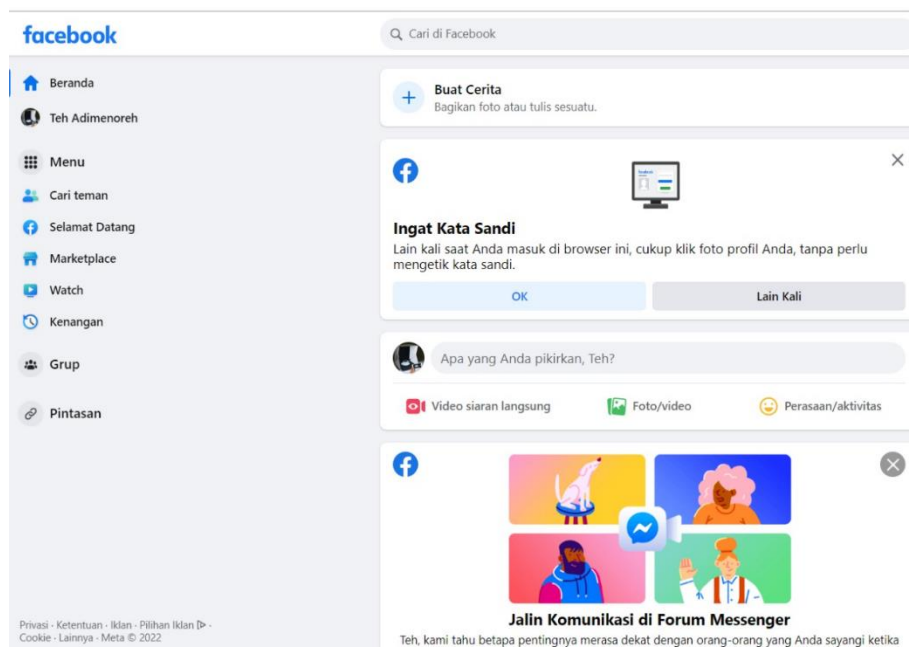 facebook
Cari di Facebook
Beranda
Teh Adimenoreh
Menu
Cari teman
Selamat Datang
Marketplace
Watch
Kenangan
Grup
Pintasan
Privasi · Ketentuan · Iklan · Pilihan Iklan ·
Cookie · Lainnya · Meta © 2022
Buat Cerita
Bagikan foto atau tulis sesuatu.
Ingat Kata Sandi
Lain kali saat Anda masuk di browser ini, cukup klik foto profil Anda, tanpa perlu
mengetik kata sandi.
OK
Lain Kali
Apa yang Anda pikirkan, Teh?
Video siaran langsung
Foto/video
Perasaan/aktivitas
Jalin Komunikasi di Forum Messenger
Teh, kami tahu betapa pentingnya merasa dekat dengan orang-orang yang Anda sayangi ketika